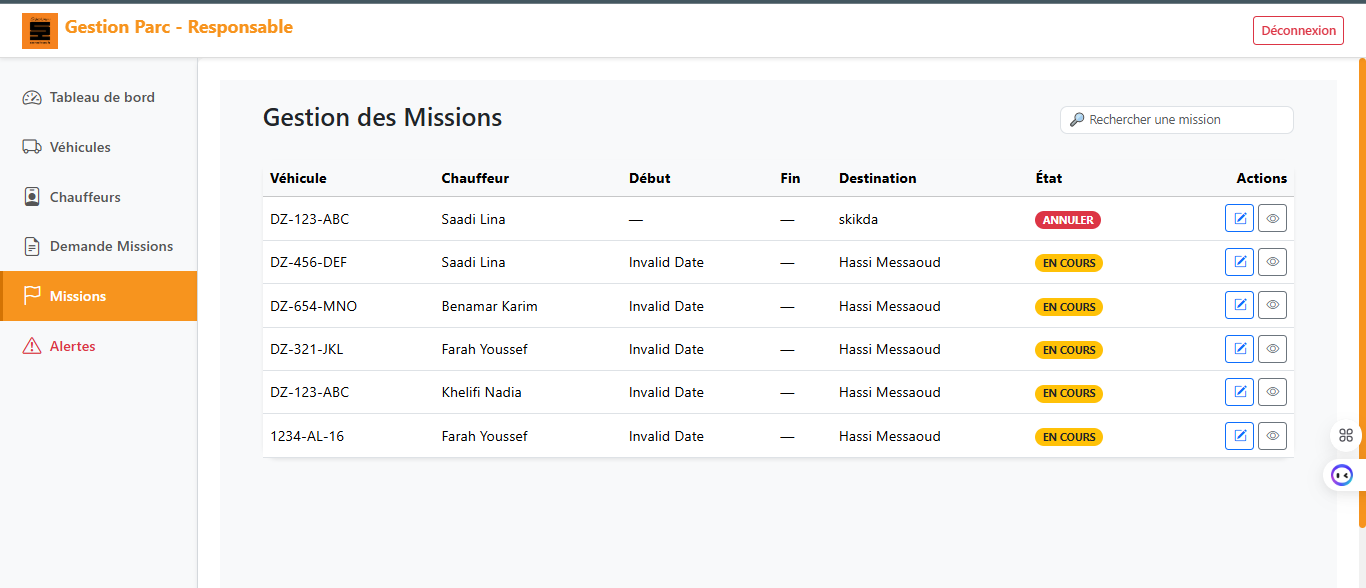 Gestion Parc - Responsable
Déconnexion
Tableau de bord
Véhicules
Chauffeurs
Demande Missions
Missions
Alertes
Gestion des Missions
Rechercher une mission
Véhicule Chauffeur Début Fin Destination État Actions
DZ-123-ABC Saadi Lina — — skikda ANNULER
DZ-456-DEF Saadi Lina Invalid Date — Hassi Messaoud EN COURS
DZ-654-MNO Benamar Karim Invalid Date — Hassi Messaoud EN COURS
DZ-321-JKL Farah Youssef Invalid Date — Hassi Messaoud EN COURS
DZ-123-ABC Khelifi Nadia Invalid Date — Hassi Messaoud EN COURS
1234-AL-16 Farah Youssef Invalid Date — Hassi Messaoud EN COURS